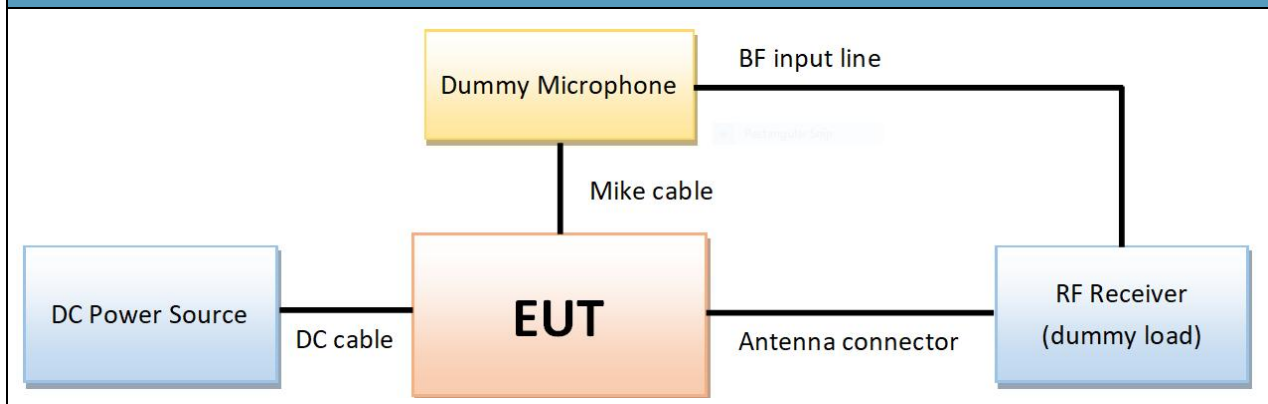 Dummy Microphone
BF input line
Mike cable
DC Power Source
DC cable
EUT
Antenna connector
RF Receiver
(dummy load)